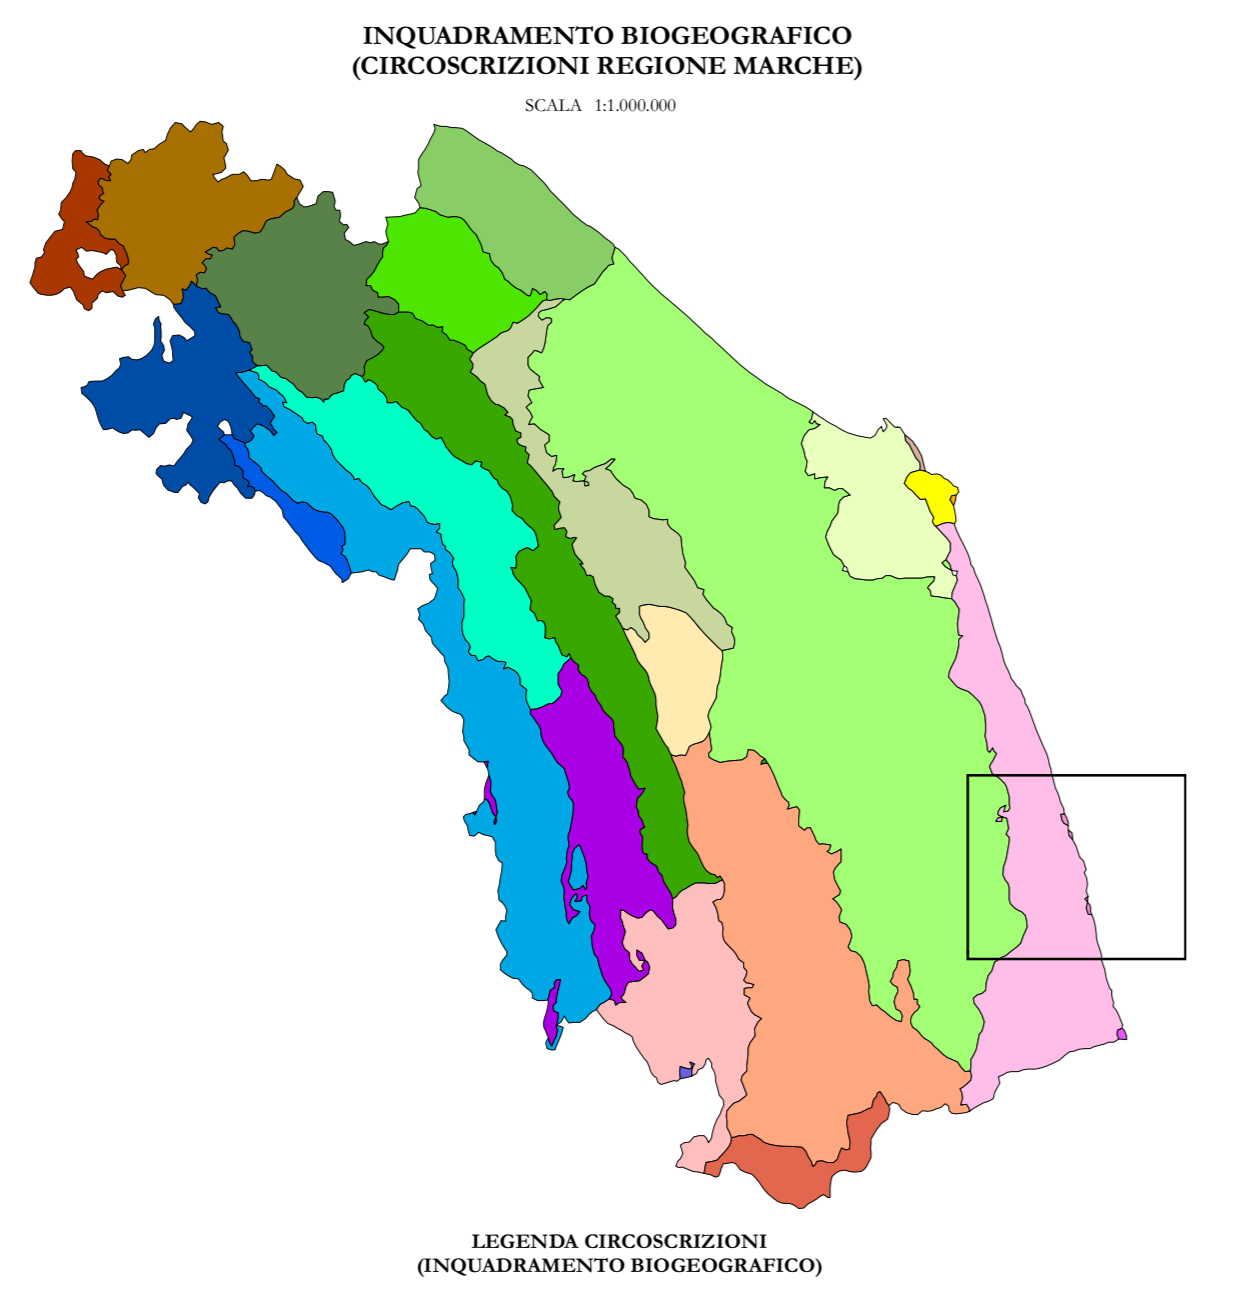 INQUADRAMENTO BIOGEOGRAFICO
(CIRCOSCRIZIONI REGIONE MARCHE)
SCALA 1:1.000.000
LEGENDA CIRCOSCRIZIONI
(INQUADRAMENTO BIOGEOGRAFICO)